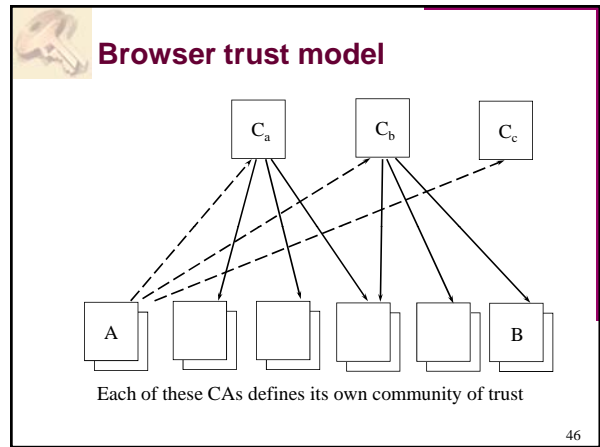 Browser trust model
Ca Cb Cc
A B
Each of these CAs defines its own community of trust
46